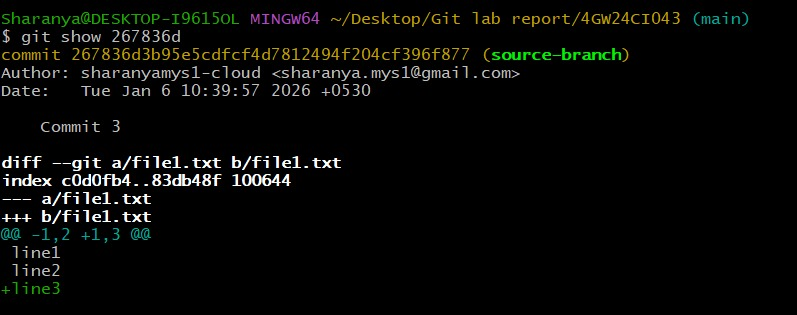 Sharanya@DESKTOP-I9615OL MINGW64 ~/Desktop/Git lab report/4GW24CI043 (main)
$ git show 267836d
commit 267836d3b95e5cdfcf4d7812494f204cf396f877 (source-branch)
Author: sharanyamys1-cloud <sharanya.mys1@gmail.com>
Date:   Tue Jan 6 10:39:57 2026 +0530
    Commit 3
diff --git a/file1.txt b/file1.txt
index c0d0fb4..83db48f 100644
--- a/file1.txt
+++ b/file1.txt
@@ -1,2 +1,3 @@
 line1
 line2
+line3